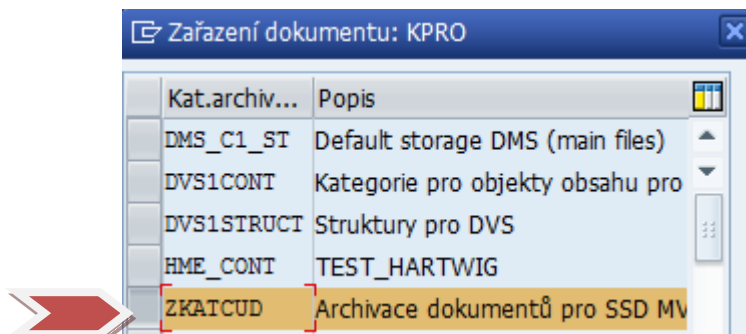 Zařazení dokumentu: KPRO
Kat.archiv... Popis
DMS_C1_ST Default storage DMS (main files)
DVS1CONT Kategorie pro objekty obsahu pro
DVS1STRUCT Struktury pro DVS
HME_CONT TEST_HARTWIG
ZKATCUD Archivace dokumentů pro SSD MV